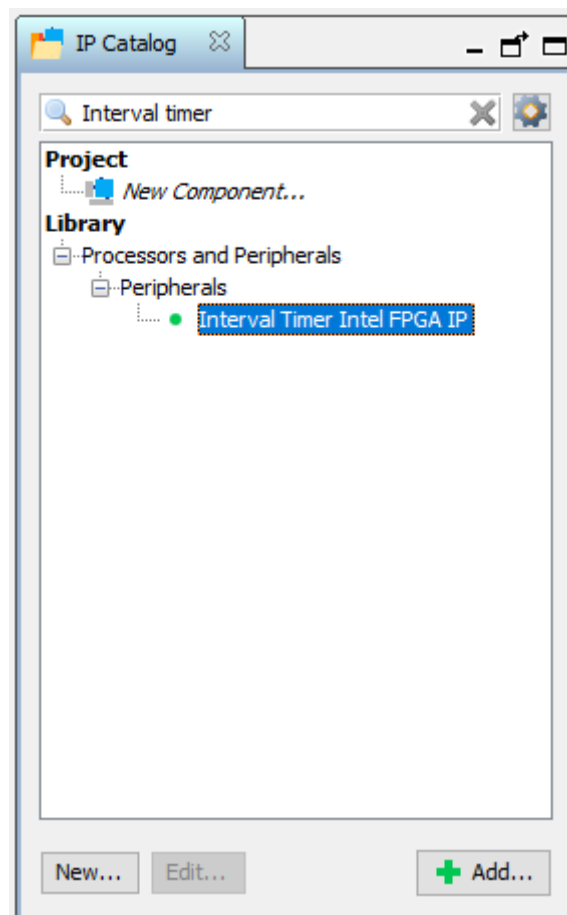 IP Catalog
Interval timer
Project
New Component...
Library
Processors and Peripherals
Peripherals
Interval Timer Intel FPGA IP
New... Edit... Add...